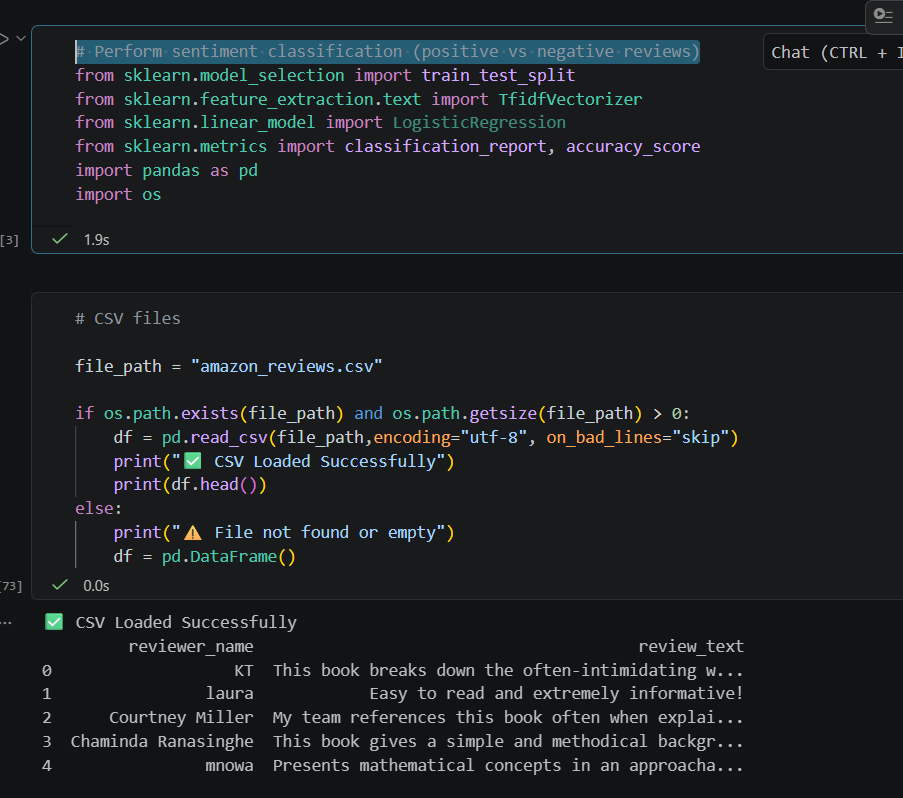 # Perform sentiment classification (positive vs negative reviews)
Chat (CTRL + I
from sklearn.model_selection import train_test_split
from sklearn.feature_extraction.text import TfidfVectorizer
from sklearn.linear_model import LogisticRegression
from sklearn.metrics import classification_report, accuracy_score
import pandas as pd
import os
[3]
1.9s
# CSV files
file_path = "amazon_reviews.csv"
if os.path.exists(file_path) and os.path.getsize(file_path) > 0:
    df = pd.read_csv(file_path,encoding="utf-8", on_bad_lines="skip")
    print("✅ CSV Loaded Successfully")
    print(df.head())
else:
    print("⚠️ File not found or empty")
    df = pd.DataFrame()
[73]
0.0s
✅ CSV Loaded Successfully
reviewer_name review_text
0 KT This book breaks down the often-intimidating w...
1 laura Easy to read and extremely informative!
2 Courtney Miller My team references this book often when explai...
3 Chaminda Ranasinghe This book gives a simple and methodical backgr...
4 mnowa Presents mathematical concepts in an approacha...